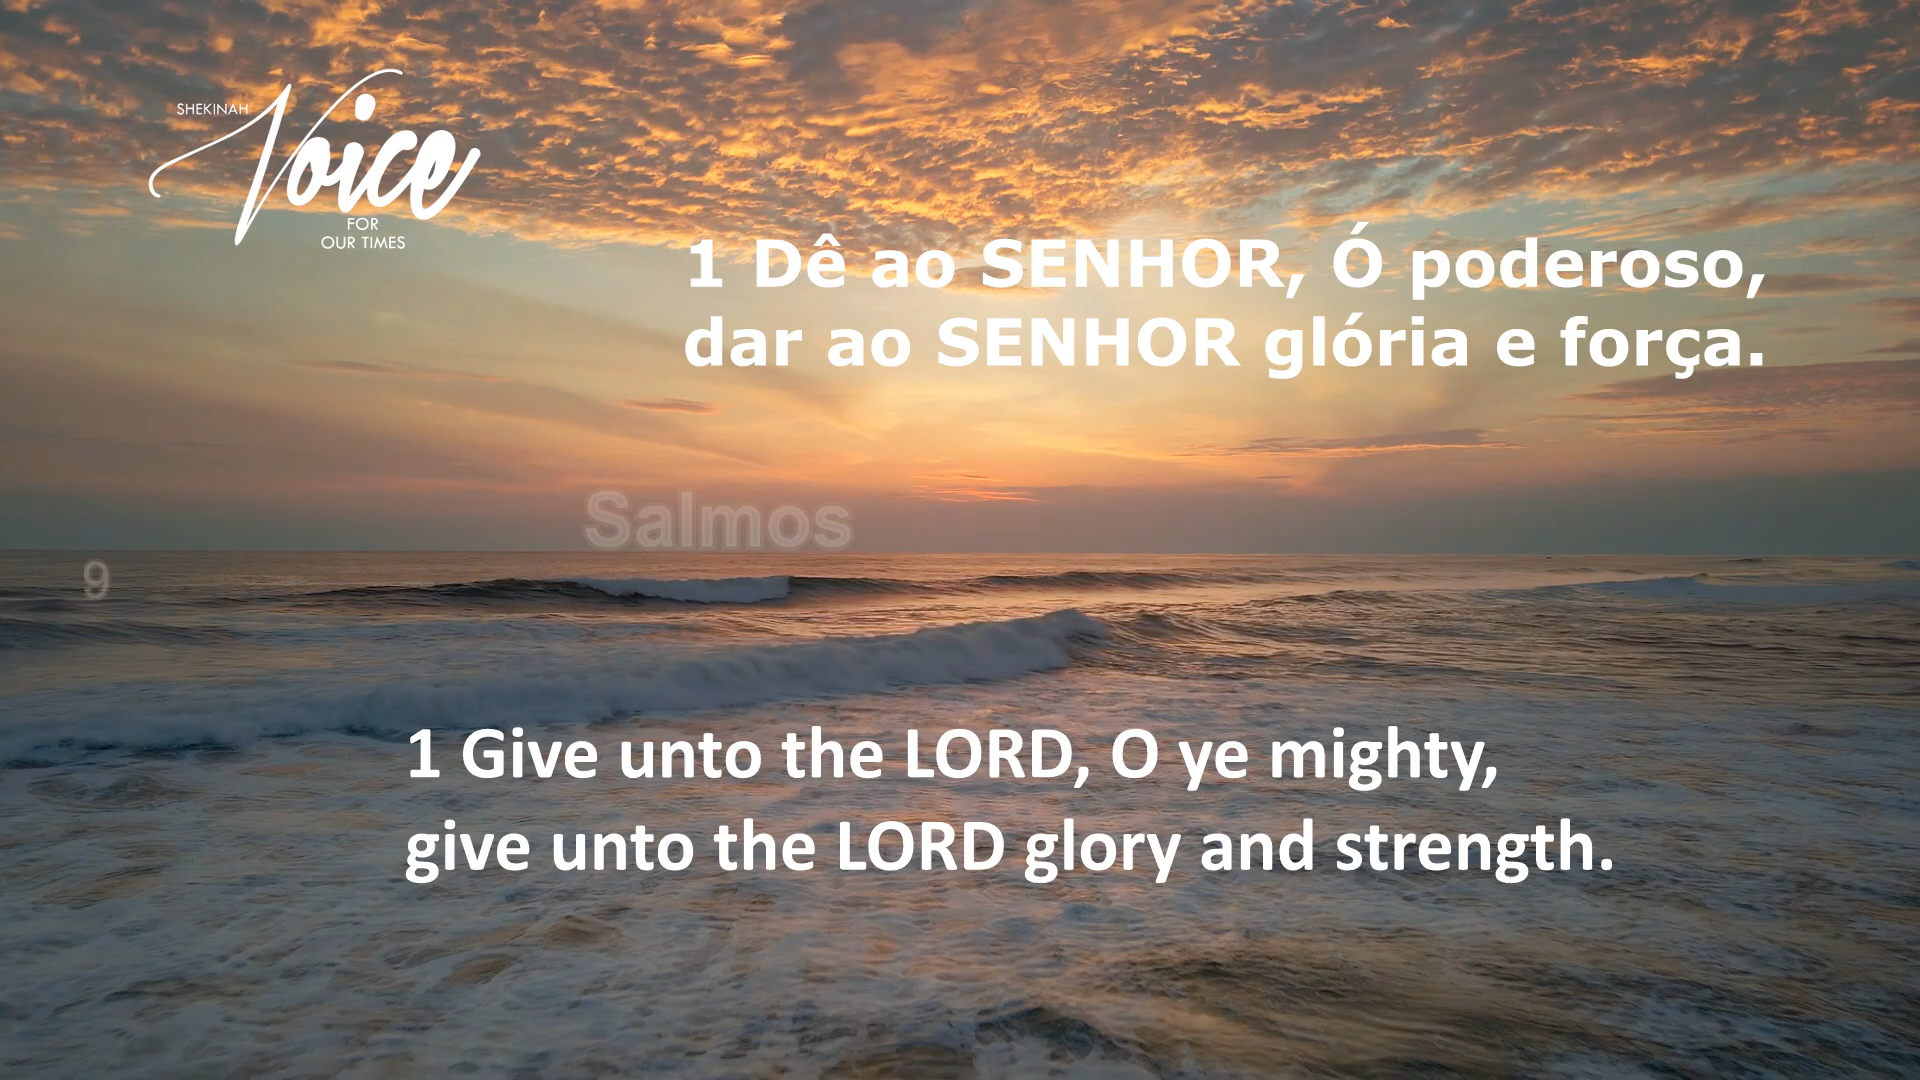 SHEKINAH
Voice
FOR
OUR TIMES
1 Dê ao SENHOR, Ó poderoso,
dar ao SENHOR glória e força.
Salmos
9
1 Give unto the LORD, O ye mighty,
give unto the LORD glory and strength.